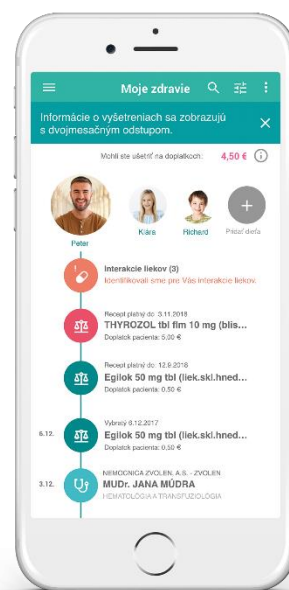 Moje zdravie
Informácie o vyšetreniach sa zobrazujú
s dvojmesačným odstupom.
Mohli ste ušetriť na doplatkoch: 4,50 €
Peter
Klára
Richard
Pridať dieťa
Interakcie liekov (3)
Identifikovali sme pre Vás interakcie liekov.
Recept platný do: 3.11.2018
THYROZOL tbl flm 10 mg (blis...
Doplatok pacienta: 5,00 €
Recept platný do: 12.9.2018
Egilok 50 mg tbl (liek.skl.hned...
Doplatok pacienta: 0,50 €
6.12.
Vybraný 6.12.2017
Egilok 50 mg tbl (liek.skl.hned...
Doplatok pacienta: 0,50 €
3.12.
NEMOCNICA ZVOLEN, A.S. - ZVOLEN
MUDr. JANA MÚDRA
HEMATOLÓGIA A TRANSFUZIOLÓGIA